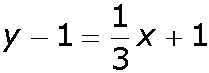 y − 1 = 1/3 x + 1